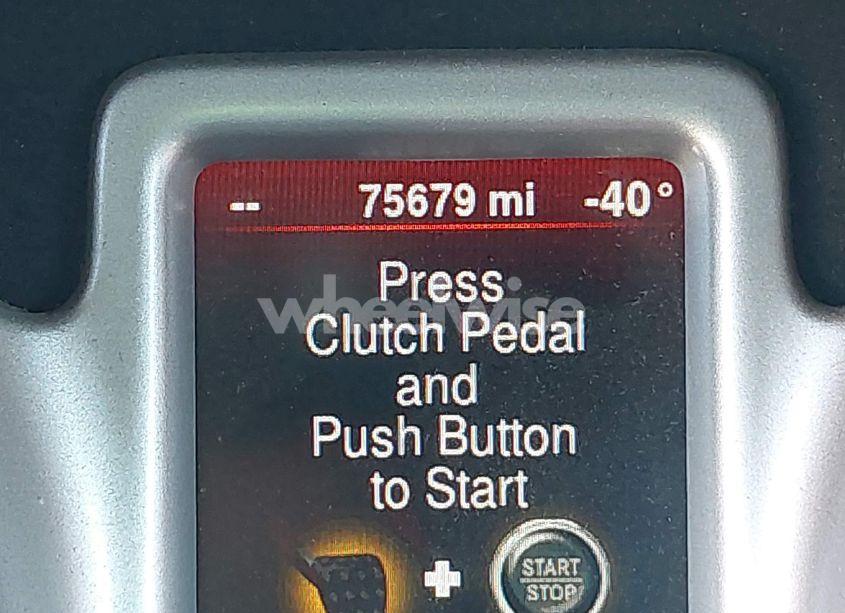 -- 75679 mi -40°
Press
wheelwise
Clutch Pedal
and
Push Button
to Start
+
START
STOP